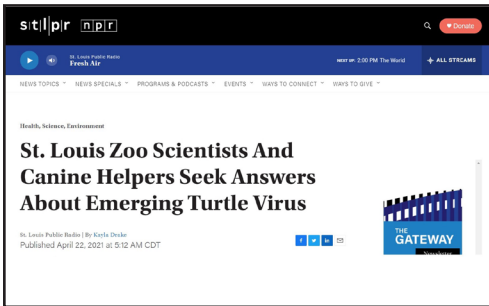 stlpr npr
Donate
St. Louis Public Radio
Fresh Air
NEXT UP: 2:00 PM The World
ALL STREAMS
NEWS TOPICS NEWS SPECIALS PROGRAMS & PODCASTS EVENTS WAYS TO CONNECT WAYS TO GIVE
Health, Science, Environment
St. Louis Zoo Scientists And
Canine Helpers Seek Answers
About Emerging Turtle Virus
St. Louis Public Radio | By Kayla Drake
Published April 22, 2021 at 5:12 AM CDT
f in
THE
GATEWAY
Newsletter